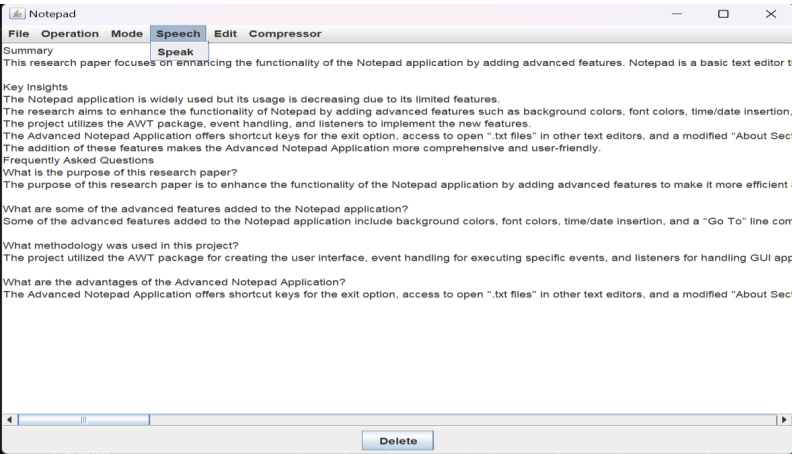 Notepad
File Operation Mode Speech Edit Compressor
Speak
Summary
This research paper focuses on enhancing the functionality of the Notepad application by adding advanced features. Notepad is a basic text editor
Key Insights
The Notepad application is widely used but its usage is decreasing due to its limited features.
The research aims to enhance the functionality of Notepad by adding advanced features such as background colors, font colors, time/date insertion,
The project utilizes the AWT package, event handling, and listeners to implement the new features.
The Advanced Notepad Application offers shortcut keys for the exit option, access to open ".txt files" in other text editors, and a modified "About Sect
The addition of these features makes the Advanced Notepad Application more comprehensive and user-friendly.
Frequently Asked Questions
What is the purpose of this research paper?
The purpose of this research paper is to enhance the functionality of the Notepad application by adding advanced features to make it more efficient
What are some of the advanced features added to the Notepad application?
Some of the advanced features added to the Notepad application include background colors, font colors, time/date insertion, and a "Go To" line com
What methodology was used in this project?
The project utilized the AWT package for creating the user interface, event handling for executing specific events, and listeners for handling GUI app
What are the advantages of the Advanced Notepad Application?
The Advanced Notepad Application offers shortcut keys for the exit option, access to open ".txt files" in other text editors, and a modified "About Sect
Delete